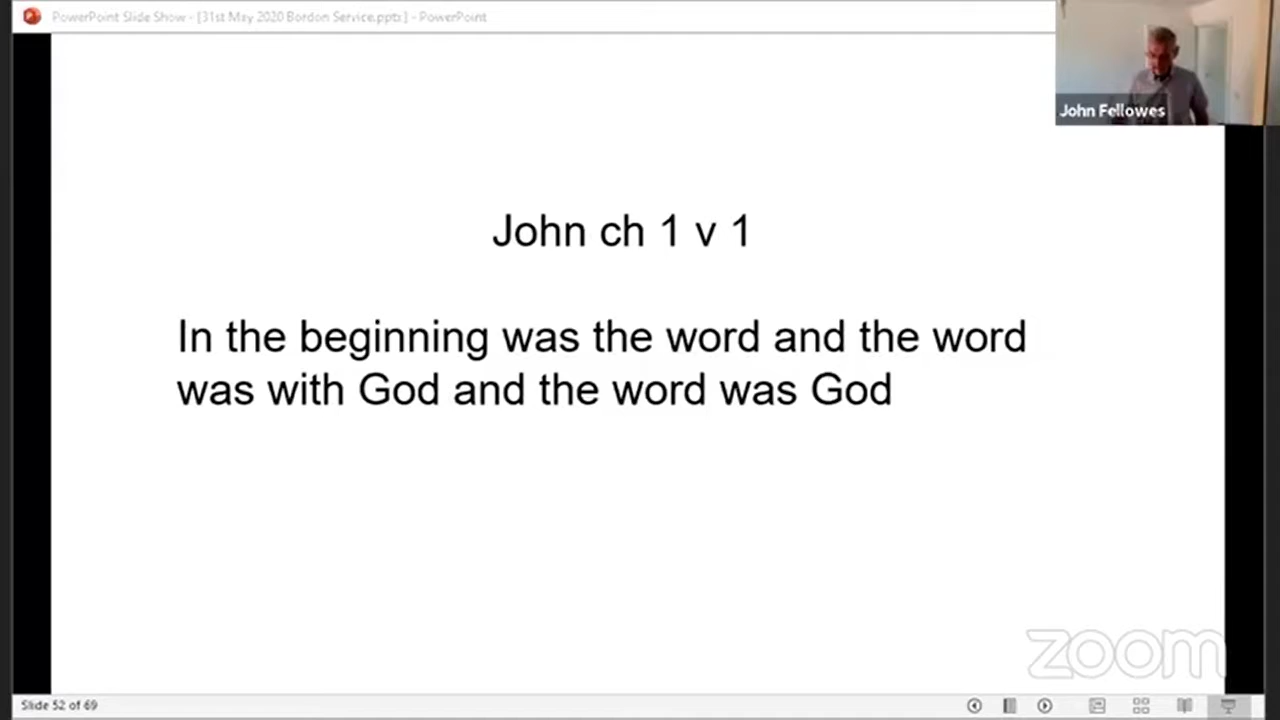 PowerPoint Slide Show - [31st May 2020 Bordon Service.pptx] - PowerPoint
John Fellowes
John ch 1 v 1
In the beginning was the word and the word
was with God and the word was God
zoom
Slide 52 of 69